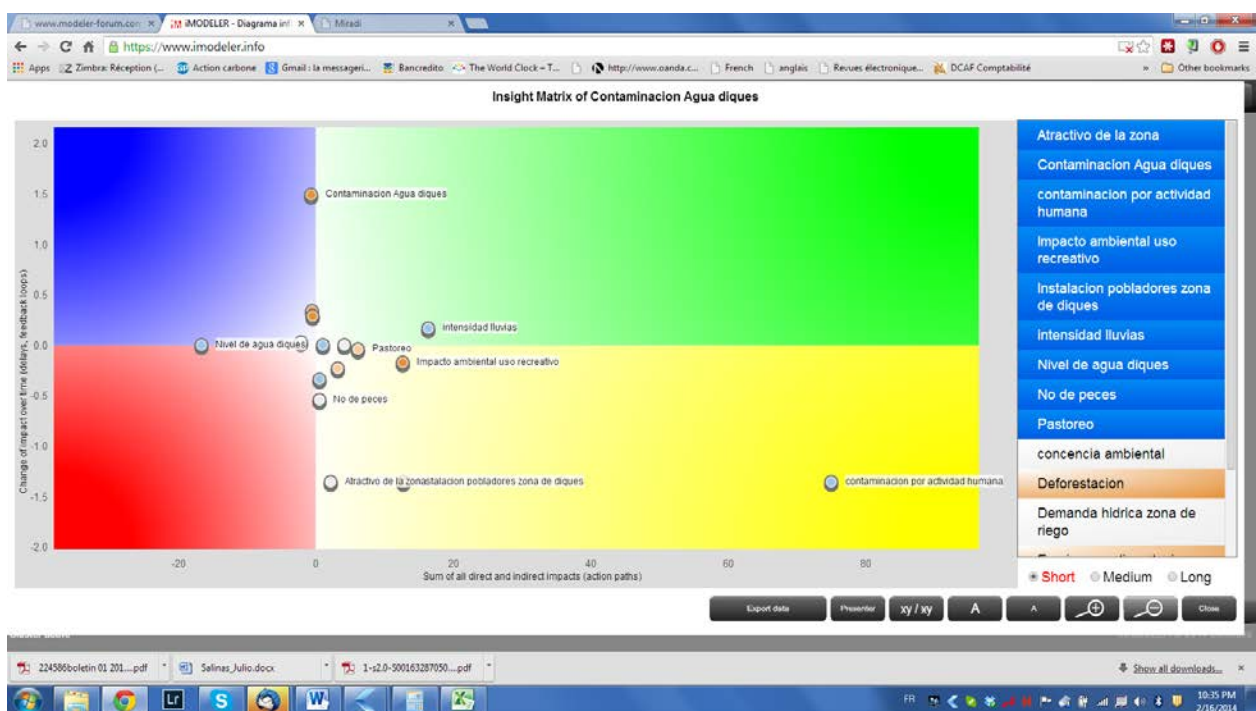 www.modeler-forum.com
iMODELER - Diagrama inf
Miradi
https://www.imodeler.info
Apps
Zimbra: Réception (...
Action carbone
Gmail : la messageri...
Bancredito
The World Clock – T...
http://www.oanda.c...
French
anglais
Revues électronique...
DCAF Comptabilité
»
Other bookmarks
Insight Matrix of Contaminacion Agua diques
2.0
1.5
1.0
0.5
0.0
-0.5
-1.0
-1.5
-2.0
Change of impact over time (delays, feedback loops)
Contaminacion Agua diques
intensidad lluvias
Nivel de agua diques
Pastoreo
Impacto ambiental uso recreativo
No de peces
Atractivo de la zona
stalacion pobladores zona de diques
contaminacion por actividad humana
-20 0 20 40 60 80
Sum of all direct and indirect impacts (action paths)
Atractivo de la zona
Contaminacion Agua diques
contaminacion por actividad
humana
Impacto ambiental uso
recreativo
Instalacion pobladores zona
de diques
intensidad lluvias
Nivel de agua diques
No de peces
Pastoreo
concencia ambiental
Deforestacion
Demanda hidrica zona de
riego
Short Medium Long
Export data
Presenter
xy / xy
A
A
Close
224586boletin 01 201....pdf
Salinas_Julio.docx
1-s2.0-S00163287050....pdf
Show all downloads...
Lr
S
W
FR
10:35 PM
2/16/2014